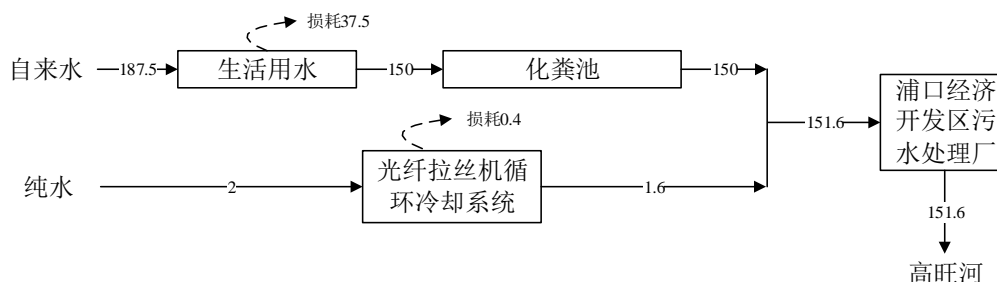 损耗37.5
自来水
187.5
生活用水
150
化粪池
150
浦口经济
开发区污
水处理厂
151.6
损耗0.4
纯水
2
光纤拉丝机循
环冷却系统
1.6
151.6
高旺河